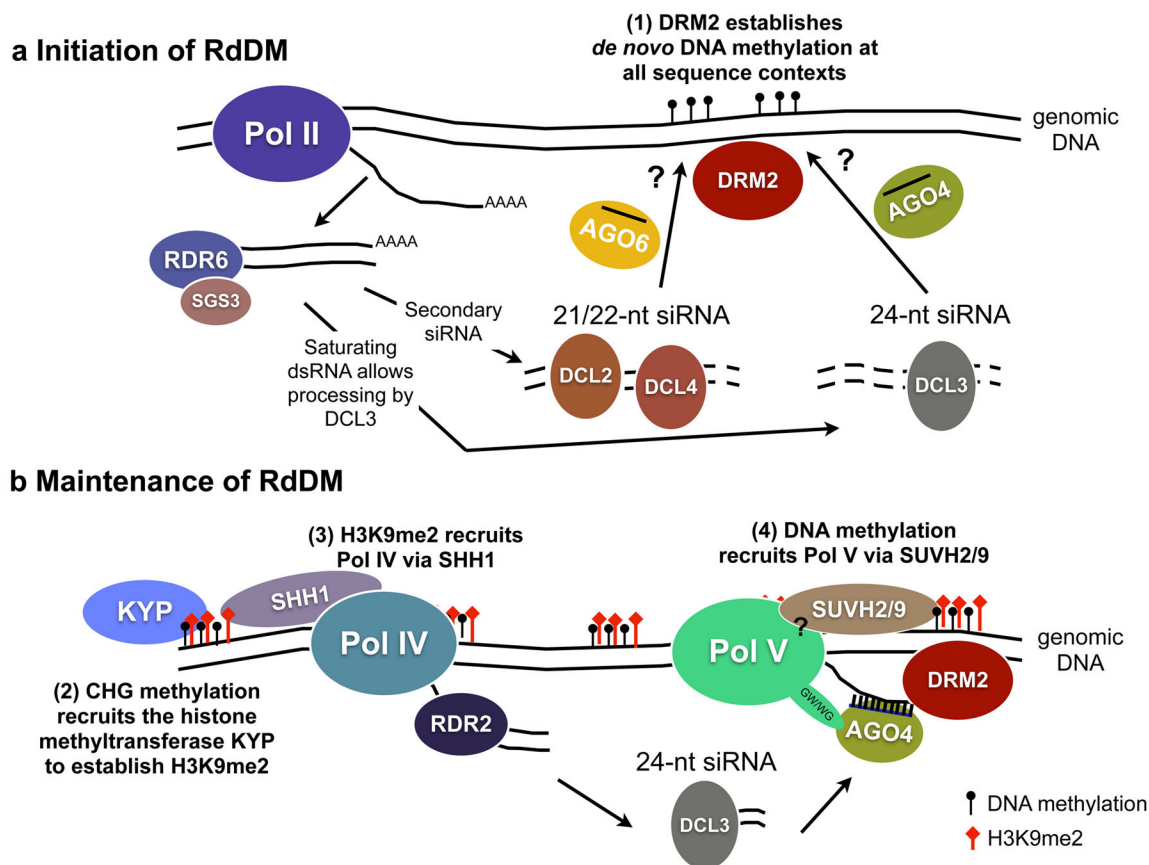 a Initiation of RdDM
(1) DRM2 establishes
de novo DNA methylation at
all sequence contexts
genomic
DNA
Pol II
AAAA
DRM2
?
?
AGO6
AGO4
RDR6
SGS3
AAAA
Secondary
siRNA
Saturating
dsRNA allows
processing by
DCL3
21/22-nt siRNA
DCL2
DCL4
24-nt siRNA
DCL3
b Maintenance of RdDM
(3) H3K9me2 recruits
Pol IV via SHH1
(4) DNA methylation
recruits Pol V via SUVH2/9
KYP
SHH1
Pol IV
RDR2
Pol V
?
SUVH2/9
GW/WG
AGO4
DRM2
genomic
DNA
(2) CHG methylation
recruits the histone
methyltransferase KYP
to establish H3K9me2
24-nt siRNA
DCL3
DNA methylation
H3K9me2